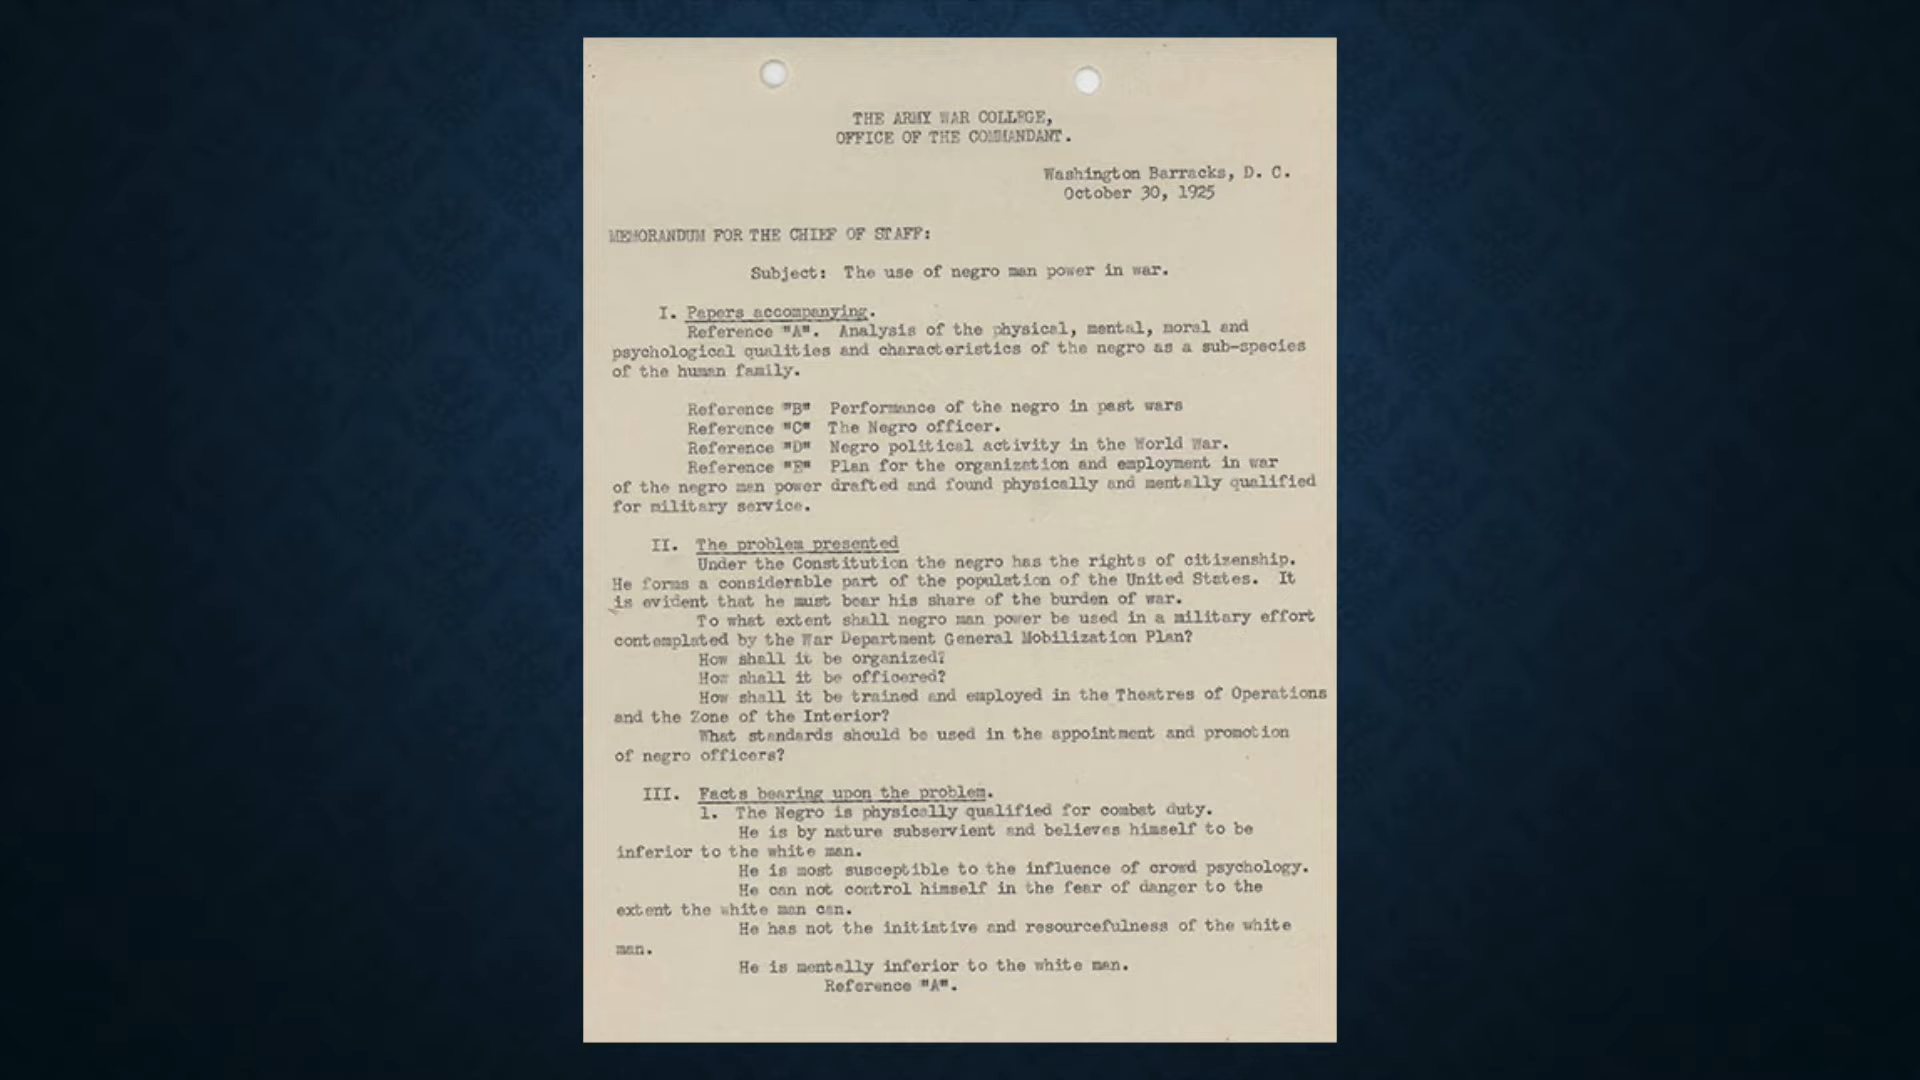 THE ARMY WAR COLLEGE,
OFFICE OF THE COMMANDANT.
Washington Barracks, D. C.
October 30, 1925
MEMORANDUM FOR THE CHIEF OF STAFF:
Subject: The use of negro man power in war.
I. Papers accompanying.
Reference "A". Analysis of the physical, mental, moral and
psychological qualities and characteristics of the negro as a sub-species
of the human family.
Reference "B" Performance of the negro in past wars
Reference "C" The Negro officer.
Reference "D" Negro political activity in the World War.
Reference "E" Plan for the organization and employment in war
of the negro man power drafted and found physically and mentally qualified
for military service.
II. The problem presented
Under the Constitution the negro has the rights of citizenship.
He forms a considerable part of the population of the United States. It
is evident that he must bear his share of the burden of war.
To what extent shall negro man power be used in a military effort
contemplated by the War Department General Mobilization Plan?
How shall it be organized?
How shall it be officered?
How shall it be trained and employed in the Theatres of Operations
and the Zone of the Interior?
What standards should be used in the appointment and promotion
of negro officers?
III. Facts bearing upon the problem.
1. The Negro is physically qualified for combat duty.
He is by nature subservient and believes himself to be
inferior to the white man.
He is most susceptible to the influence of crowd psychology.
He can not control himself in the fear of danger to the
extent the white man can.
He has not the initiative and resourcefulness of the white
man.
He is mentally inferior to the white man.
Reference "A".